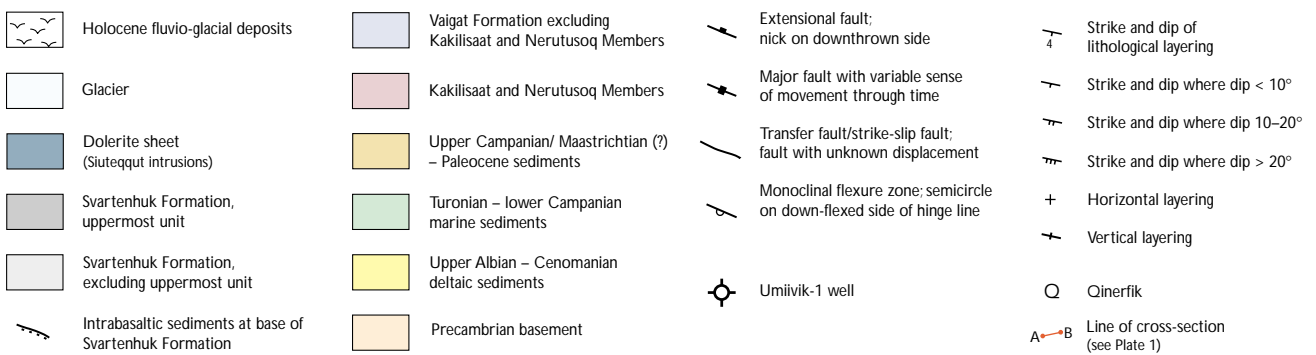 Holocene fluvio-glacial deposits
Glacier
Dolerite sheet
(Siuteqqut intrusions)
Svartenhuk Formation,
uppermost unit
Svartenhuk Formation,
excluding uppermost unit
Intrabasaltic sediments at base of
Svartenhuk Formation
Vaigat Formation excluding
Kakilisaat and Nerutusoq Members
Kakilisaat and Nerutusoq Members
Upper Campanian/ Maastrichtian (?)
– Paleocene sediments
Turonian – lower Campanian
marine sediments
Upper Albian – Cenomanian
deltaic sediments
Precambrian basement
Extensional fault;
nick on downthrown side
Major fault with variable sense
of movement through time
Transfer fault/strike-slip fault;
fault with unknown displacement
Monoclinal flexure zone; semicircle
on down-flexed side of hinge line
Umiivik-1 well
4
Strike and dip of
lithological layering
Strike and dip where dip < 10°
Strike and dip where dip 10–20°
Strike and dip where dip > 20°
Horizontal layering
Vertical layering
Q Qinerfik
A B Line of cross-section
(see Plate 1)